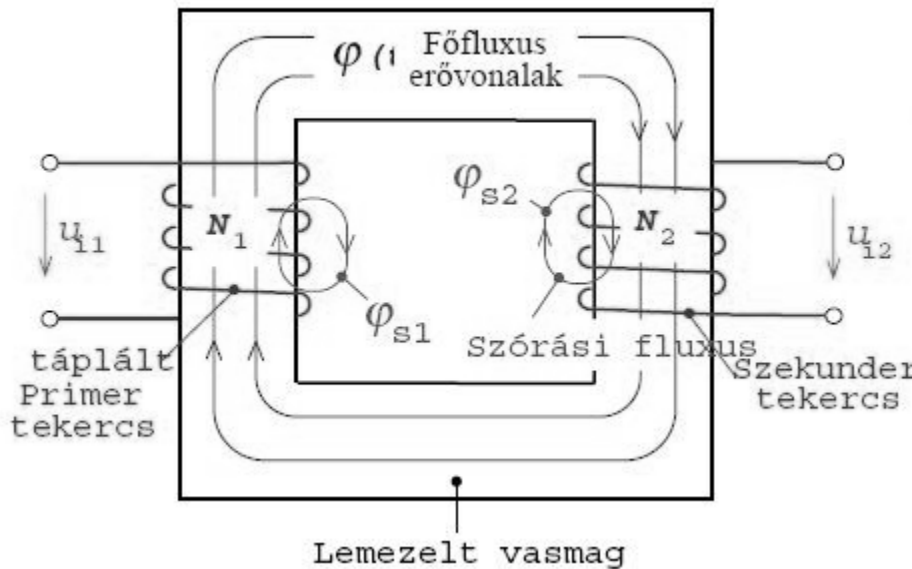 φ (t Főfluxus
erővonalak
φs2
N1
N2
ui1
ui2
φs1
Szórási fluxus
táplált
Primer
tekercs
Szekunder
tekercs
Lemezelt vasmag